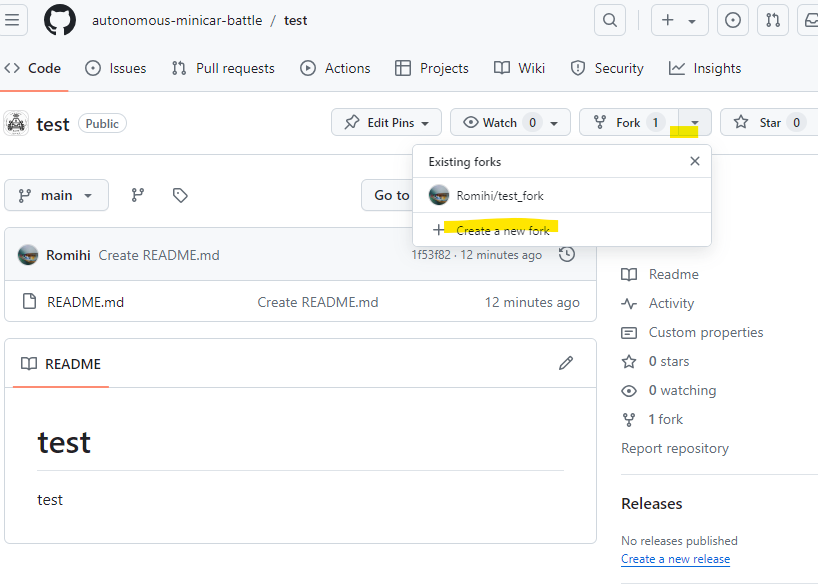 autonomous-minicar-battle / test
Code Issues Pull requests Actions Projects Wiki Security Insights
test Public Edit Pins Watch 0 Fork 1 Star 0
Existing forks
Romihi/test_fork
Create a new fork
main Go to
Romihi Create README.md 1f53f82 · 12 minutes ago
README.md Create README.md 12 minutes ago
README
test
test
Readme
Activity
Custom properties
0 stars
0 watching
1 fork
Report repository
Releases
No releases published
Create a new release